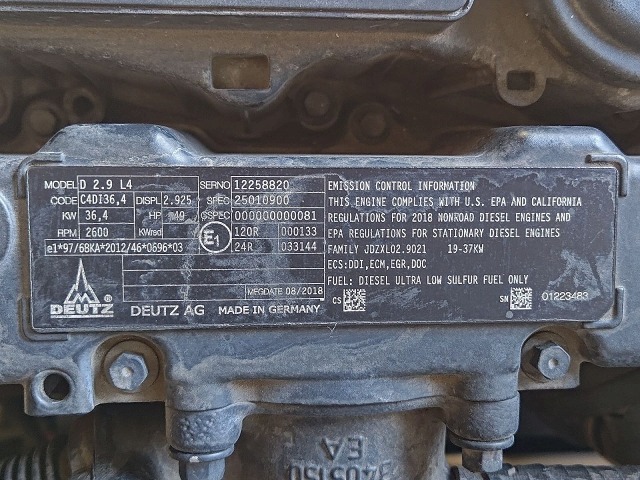 MODEL D 2.9 L4 SERNO 12258820
CODE C4DI36,4 DISPL 2.925 SPEC 25010900
KW 36,4 HP 49 CSPEC 000000000081
RPM 2600 KWrsd E1 120R 000133
e1*97/68KA*2012/46*0696*03 24R 033144
MFGDATE 08/2018
DEUTZ ® DEUTZ AG MADE IN GERMANY
EMISSION CONTROL INFORMATION
THIS ENGINE COMPLIES WITH U.S. EPA AND CALIFORNIA
REGULATIONS FOR 2018 NONROAD DIESEL ENGINES AND
EPA REGULATIONS FOR STATIONARY DIESEL ENGINES
FAMILY JDZXL02.9021 19-37KW
ECS:DDI,ECM,EGR,DOC
FUEL: DIESEL ULTRA LOW SULFUR FUEL ONLY
CS SN 01223483
EA